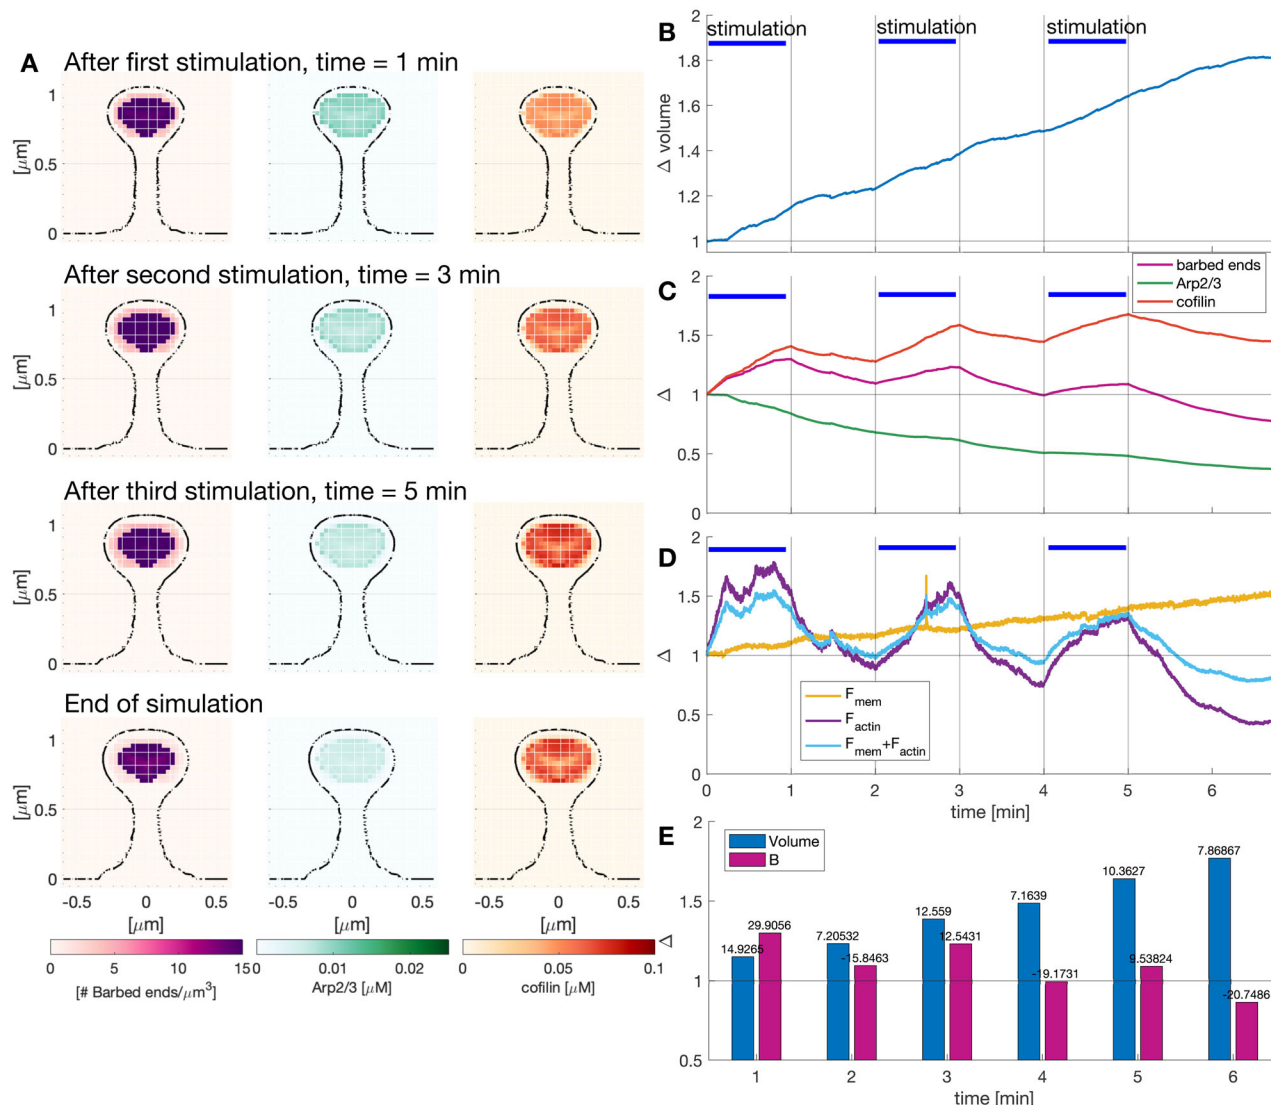 A
After first stimulation, time = 1 min
[μm]
1
0.5
0
After second stimulation, time = 3 min
[μm]
1
0.5
0
After third stimulation, time = 5 min
[μm]
1
0.5
0
End of simulation
[μm]
1
0.5
0
-0.5 0 0.5
-0.5 0 0.5
-0.5 0 0.5
[μm] [μm] [μm]
0 5 10 15
[# Barbed ends/μm³]
0 0.01 0.02
Arp2/3 [μM]
0 0.05 0.1
cofilin [μM]
Δ
B
stimulation stimulation stimulation
Δ volume
2
1.8
1.6
1.4
1.2
1
C
barbed ends
Arp2/3
cofilin
Δ
2
1.5
1
0.5
0
D
Δ
2
1.5
1
0.5
0
F_mem
F_actin
F_mem+F_actin
0 1 2 3 4 5 6
time [min]
E
Volume
B
2
1.5
1
0.5
14.9265
29.9056
7.20532
-15.8463
12.559
12.5431
7.1639
-19.1731
10.3627
9.53824
7.86867
-20.7486
1 2 3 4 5 6
time [min]